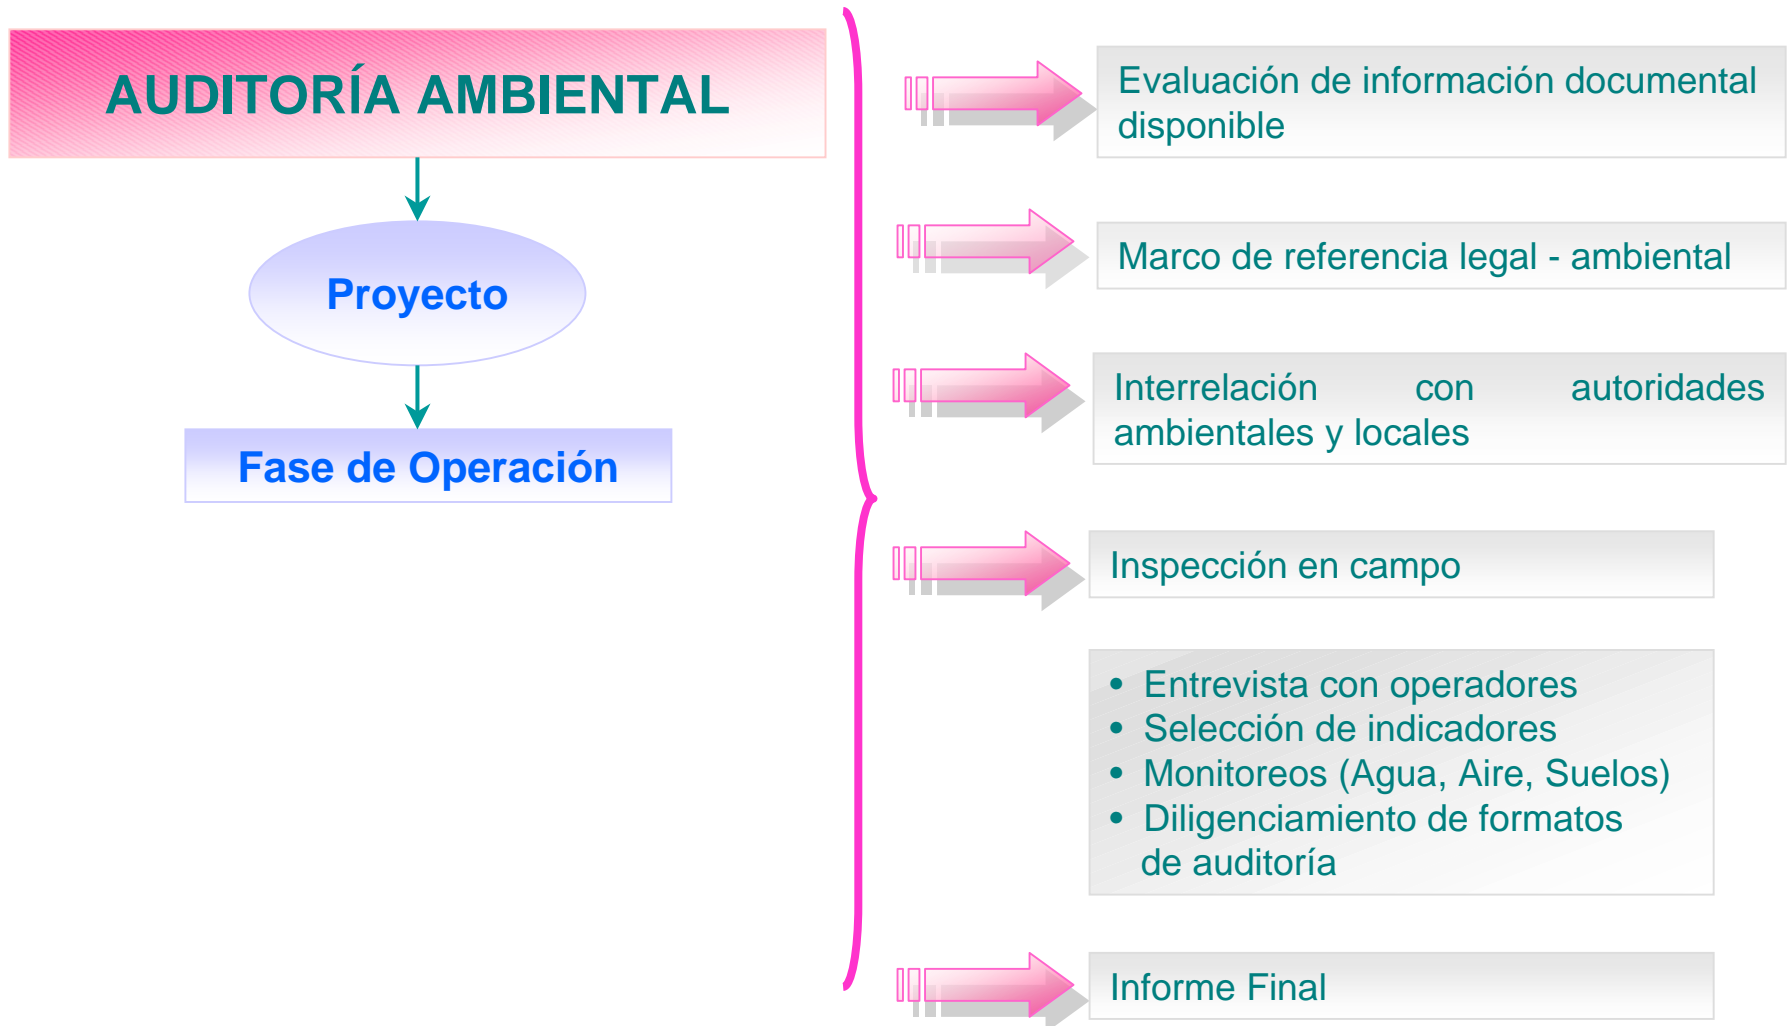 AUDITORÍA AMBIENTAL
Proyecto
Fase de Operación
Evaluación de información documental
disponible
Marco de referencia legal - ambiental
Interrelación con autoridades
ambientales y locales
Inspección en campo
• Entrevista con operadores
• Selección de indicadores
• Monitoreos (Agua, Aire, Suelos)
• Diligenciamiento de formatos
de auditoría
Informe Final